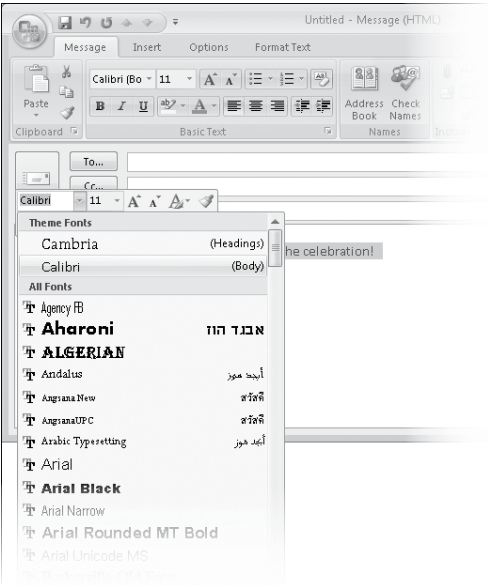 Untitled - Message (HTML)
Message Insert Options Format Text
Calibri (Bo 11 A A
Paste B I U ab A Address Book Check Names
Clipboard Basic Text Names
To...
Cc...
Calibri 11 A A A
Theme Fonts
Cambria (Headings)
Calibri (Body)
he celebration!
All Fonts
Agency FB
Aharoni אבגד הוז
ALGERIAN
Andalus أبجد هوز
Angsana New สวัสดี
AngsanaUPC สวัสดี
Arabic Typesetting أبجد هوز
Arial
Arial Black
Arial Narrow
Arial Rounded MT Bold
Arial Unicode MS